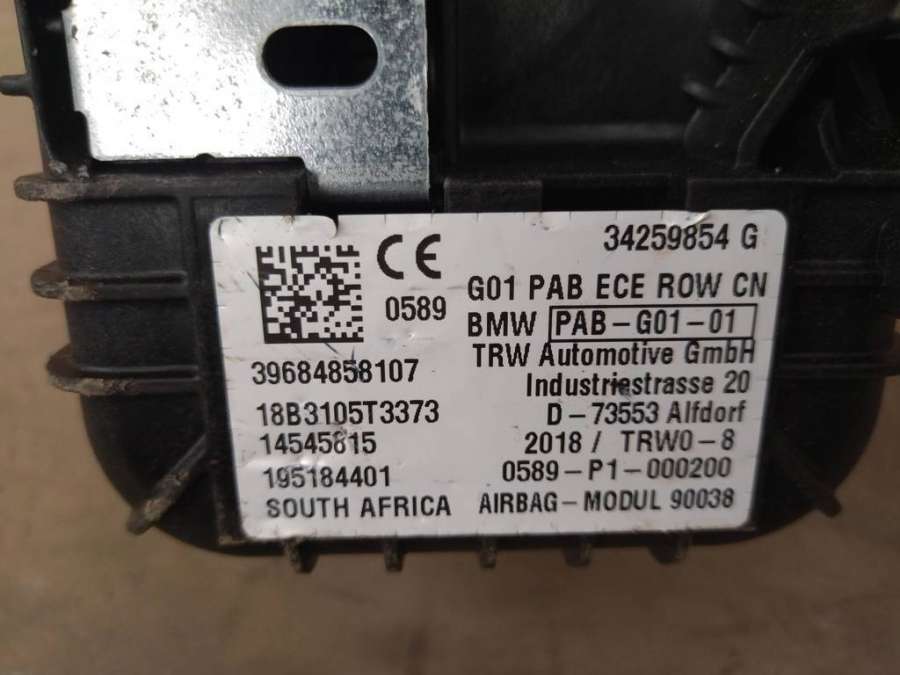 34259854 G
CE
0589
G01 PAB ECE ROW CN
BMW PAB-G01-01
TRW Automotive GmbH
39684858107
Industriestrasse 20
18B3105T3373
D-73553 Alfdorf
14545815
2018/ TRW0-8
195184401
0589-P1-000200
SOUTH AFRICA
AIRBAG-MODUL 90038